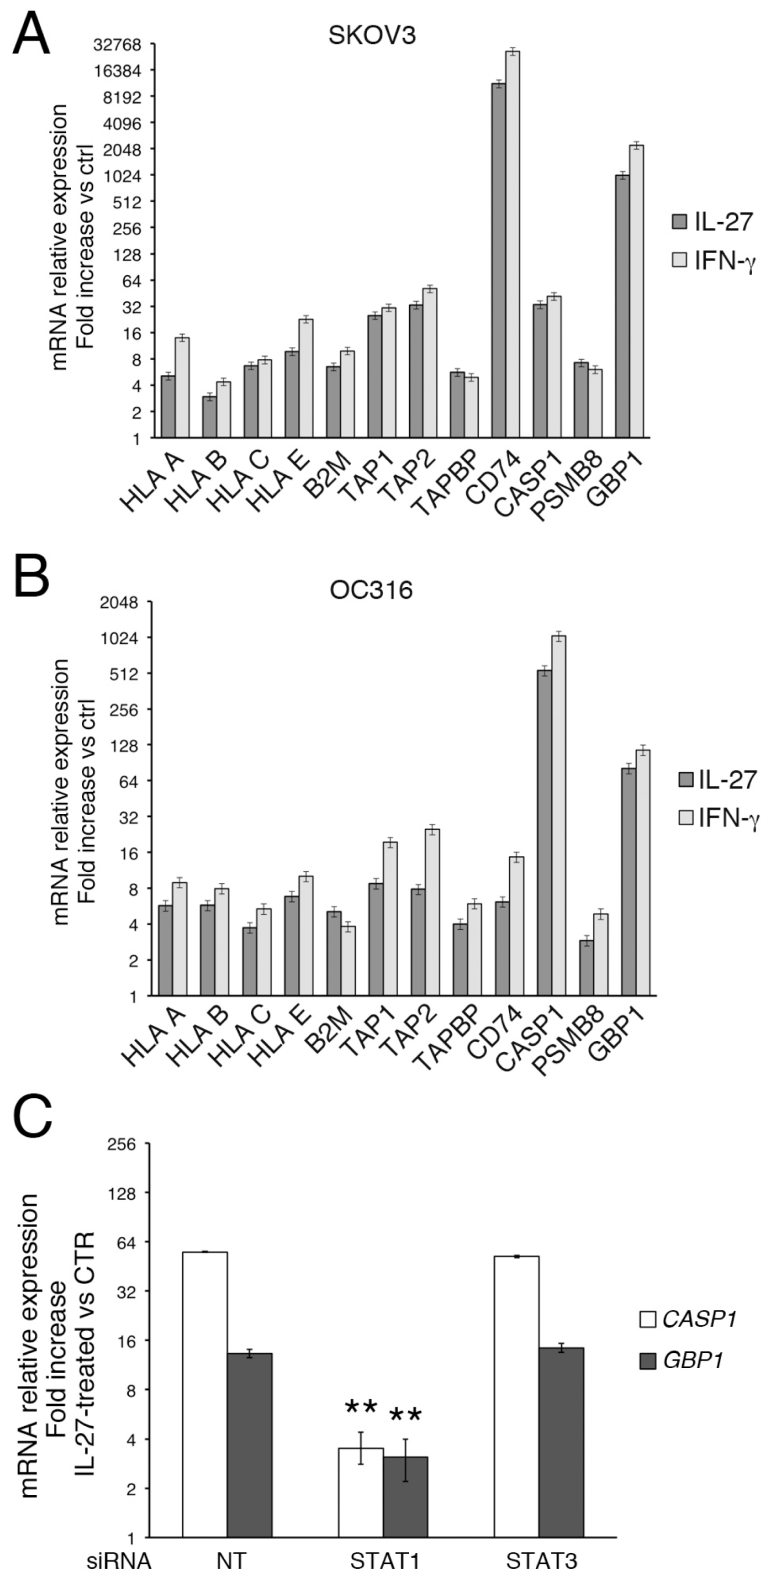 A
SKOV3
mRNA relative expression
Fold increase vs ctrl
32768
16384
8192
4096
2048
1024
512
256
128
64
32
16
8
4
2
1
IL-27
IFN-γ
HLA A
HLA B
HLA C
HLA E
B2M
TAP1
TAP2
TAPBP
CD74
CASP1
PSMB8
GBP1
B
OC316
mRNA relative expression
Fold increase vs ctrl
2048
1024
512
256
128
64
32
16
8
4
2
1
IL-27
IFN-γ
HLA A
HLA B
HLA C
HLA E
B2M
TAP1
TAP2
TAPBP
CD74
CASP1
PSMB8
GBP1
C
mRNA relative expression
Fold increase
IL-27-treated vs CTR
256
128
64
32
16
8
4
2
1
** **
CASP1
GBP1
siRNA NT STAT1 STAT3